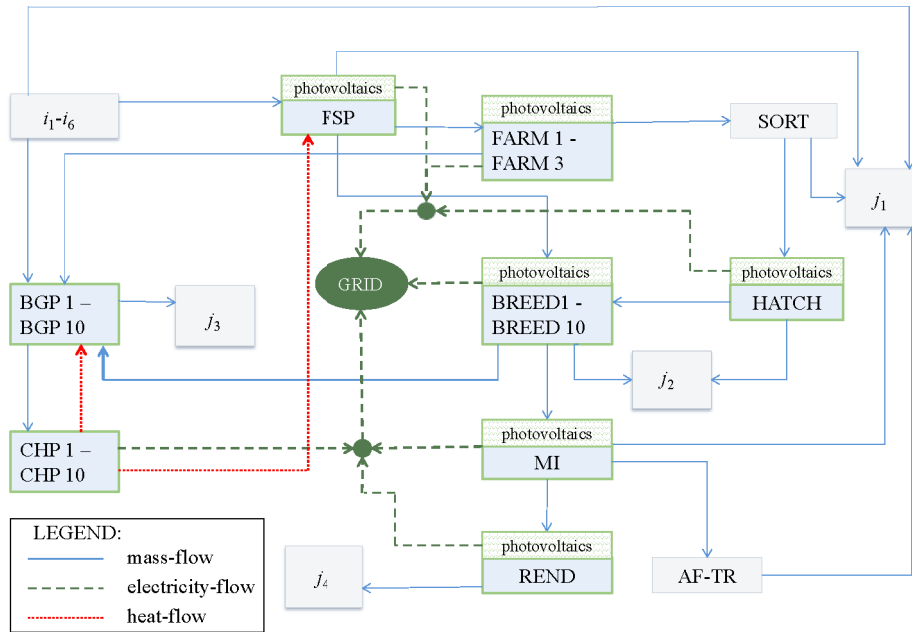 photovoltaics
FSP
i1-i6
photovoltaics
FARM 1 -
FARM 3
SORT
j1
photovoltaics
BREED1 -
BREED 10
photovoltaics
HATCH
GRID
BGP 1 –
BGP 10
j3
j2
CHP 1 –
CHP 10
photovoltaics
MI
photovoltaics
REND
AF-TR
j4
LEGEND:
mass-flow
electricity-flow
heat-flow